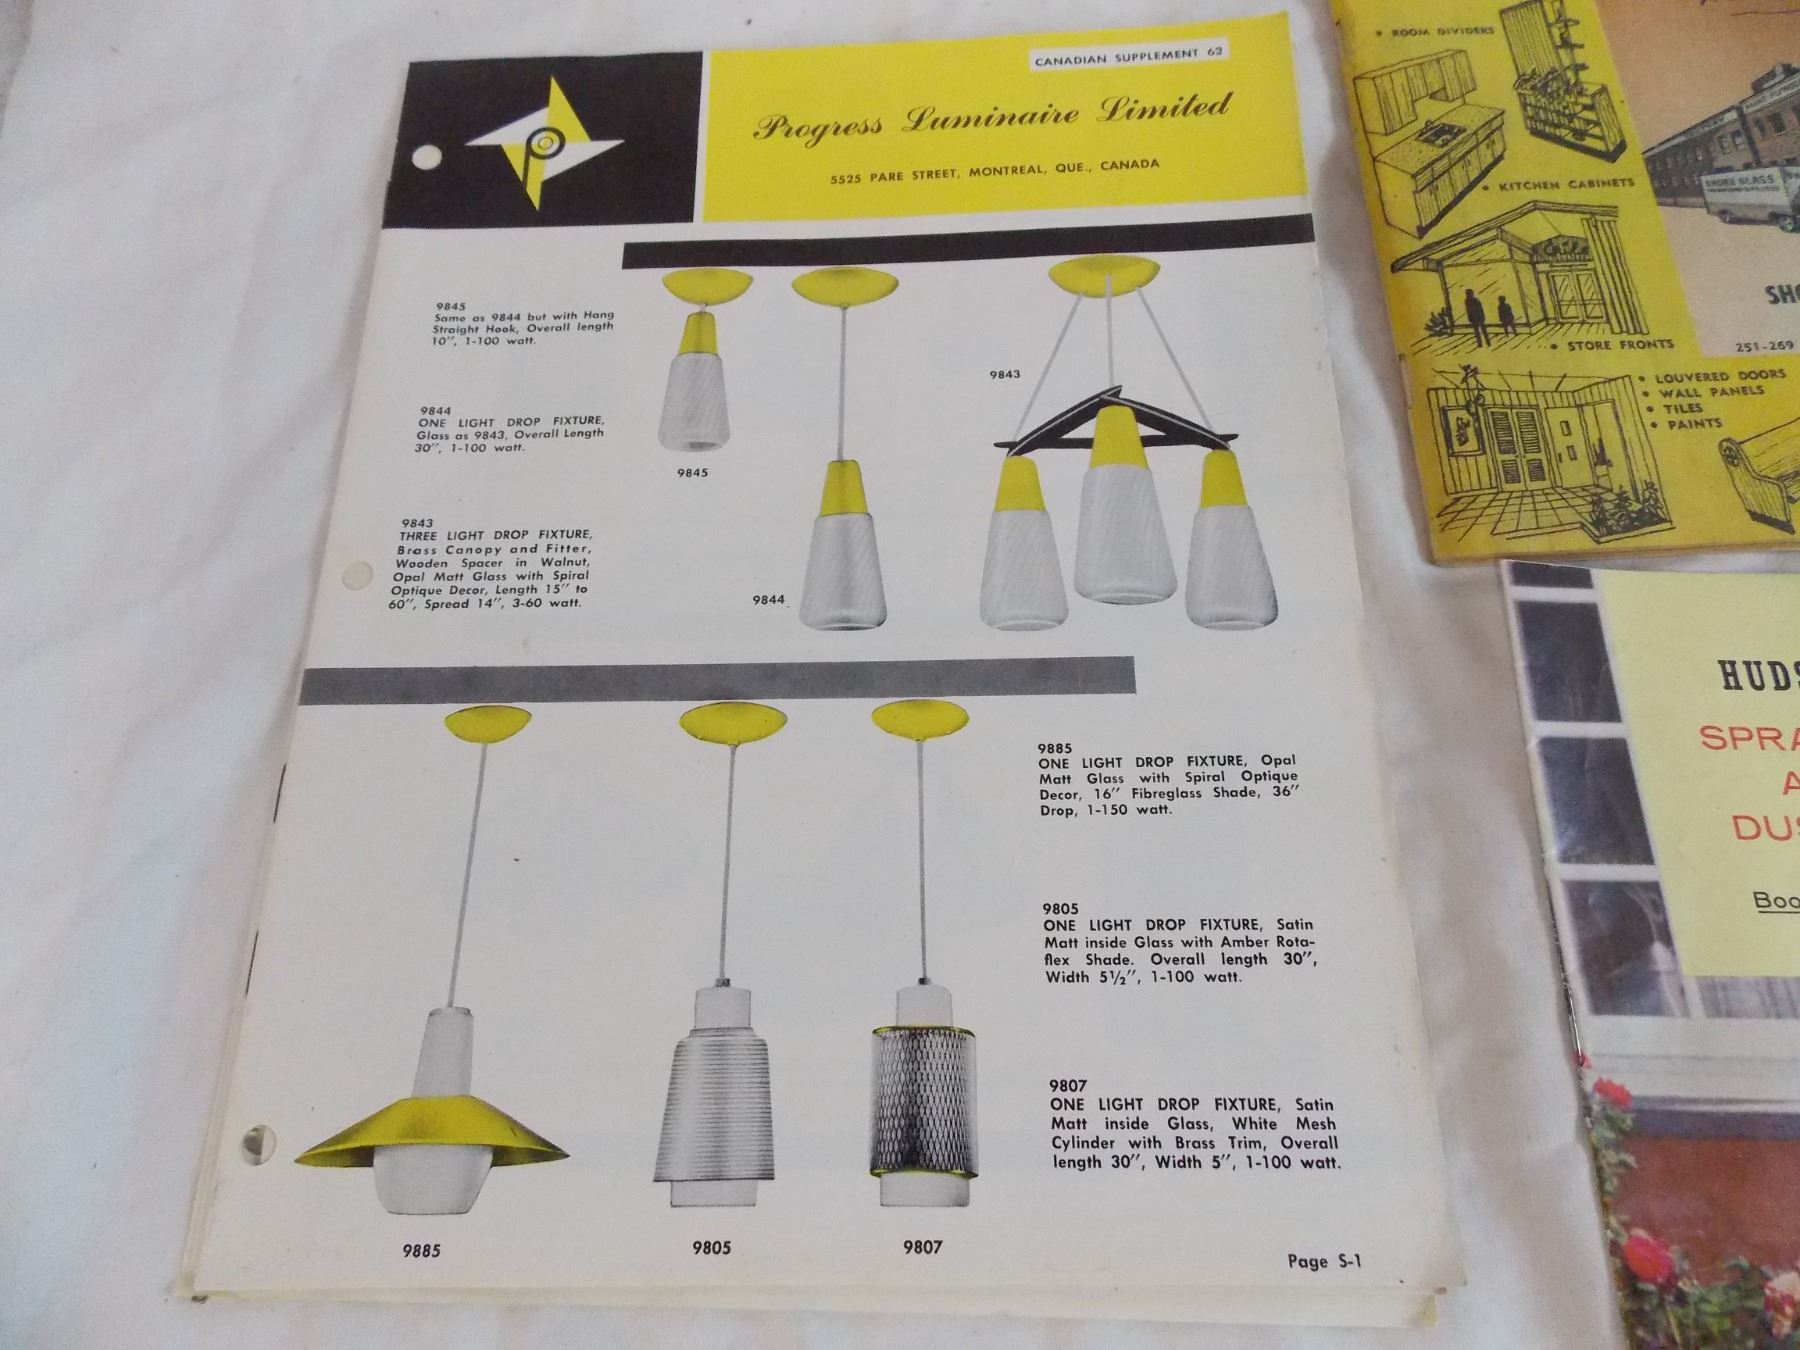 CANADIAN SUPPLEMENT 63
Progress Luminaire Limited
5525 PARE STREET, MONTREAL, QUE., CANADA
9845
Same as 9844 but with Hang
Straight Hook, Overall length
10", 1-100 watt.
9844
ONE LIGHT DROP FIXTURE,
Glass as 9843, Overall Length
30", 1-100 watt.
9843
THREE LIGHT DROP FIXTURE,
Brass Canopy and Fitter,
Wooden Spacer in Walnut,
Opal Matt Glass with Spiral
Optique Decor, Length 15" to
60", Spread 14", 3-60 watt.
9845
9844
9843
9885
ONE LIGHT DROP FIXTURE, Opal
Matt Glass with Spiral Optique
Decor, 16" Fibreglass Shade, 36"
Drop, 1-150 watt.
9805
ONE LIGHT DROP FIXTURE, Satin
Matt inside Glass with Amber Rota-
flex Shade. Overall length 30",
Width 5½", 1-100 watt.
9807
ONE LIGHT DROP FIXTURE, Satin
Matt inside Glass, White Mesh
Cylinder with Brass Trim, Overall
length 30", Width 5", 1-100 watt.
9885
9805
9807
Page S-1
• ROOM DIVIDERS
• KITCHEN CABINETS
• STORE FRONTS
• LOUVERED DOORS
• WALL PANELS
• TILES
• PAINTS
SHORE GLASS
SHO
251-269
HUDS
SPRA
A
DUS
Boo